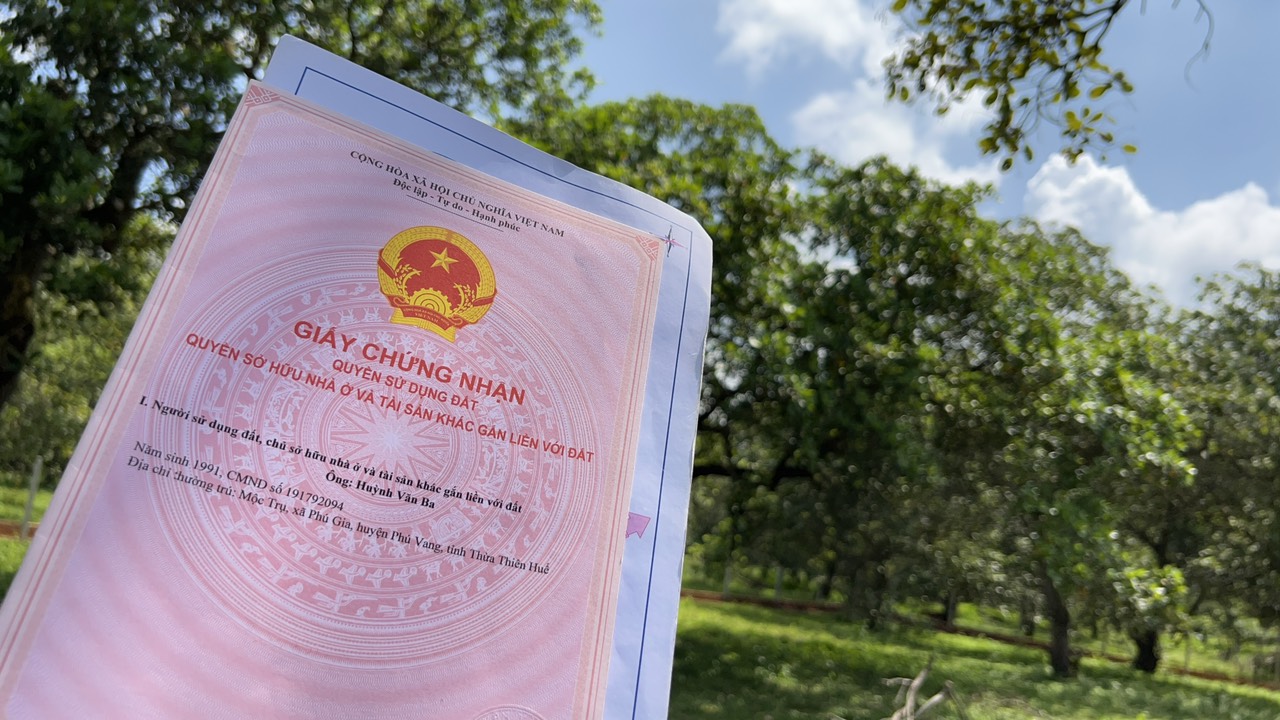 CỘNG HÒA XÃ HỘI CHỦ NGHĨA VIỆT NAM
Độc lập - Tự do - Hạnh phúc
GIẤY CHỨNG NHẬN
QUYỀN SỬ DỤNG ĐẤT
QUYỀN SỞ HỮU NHÀ Ở VÀ TÀI SẢN KHÁC GẮN LIỀN VỚI ĐẤT
I. Người sử dụng đất, chủ sở hữu nhà ở và tài sản khác gắn liền với đất
Ông: Huỳnh Văn Ba
Năm sinh 1991, CMND số 191792094
Địa chỉ thường trú: Mộc Trụ, xã Phú Gia, huyện Phú Vang, tỉnh Thừa Thiên Huế